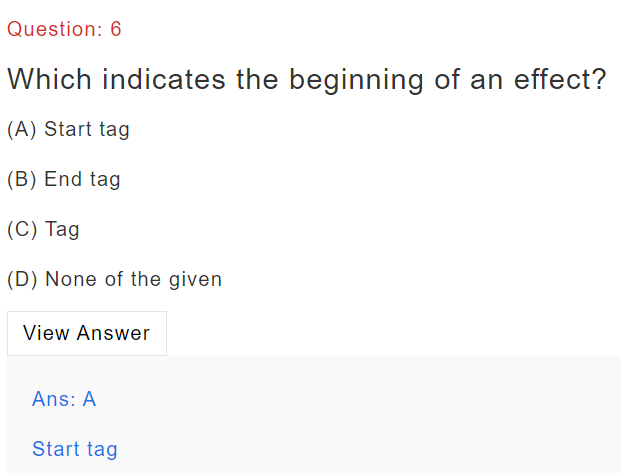 Question: 6
Which indicates the beginning of an effect?
(A) Start tag
(B) End tag
(C) Tag
(D) None of the given
View Answer
Ans: A
Start tag